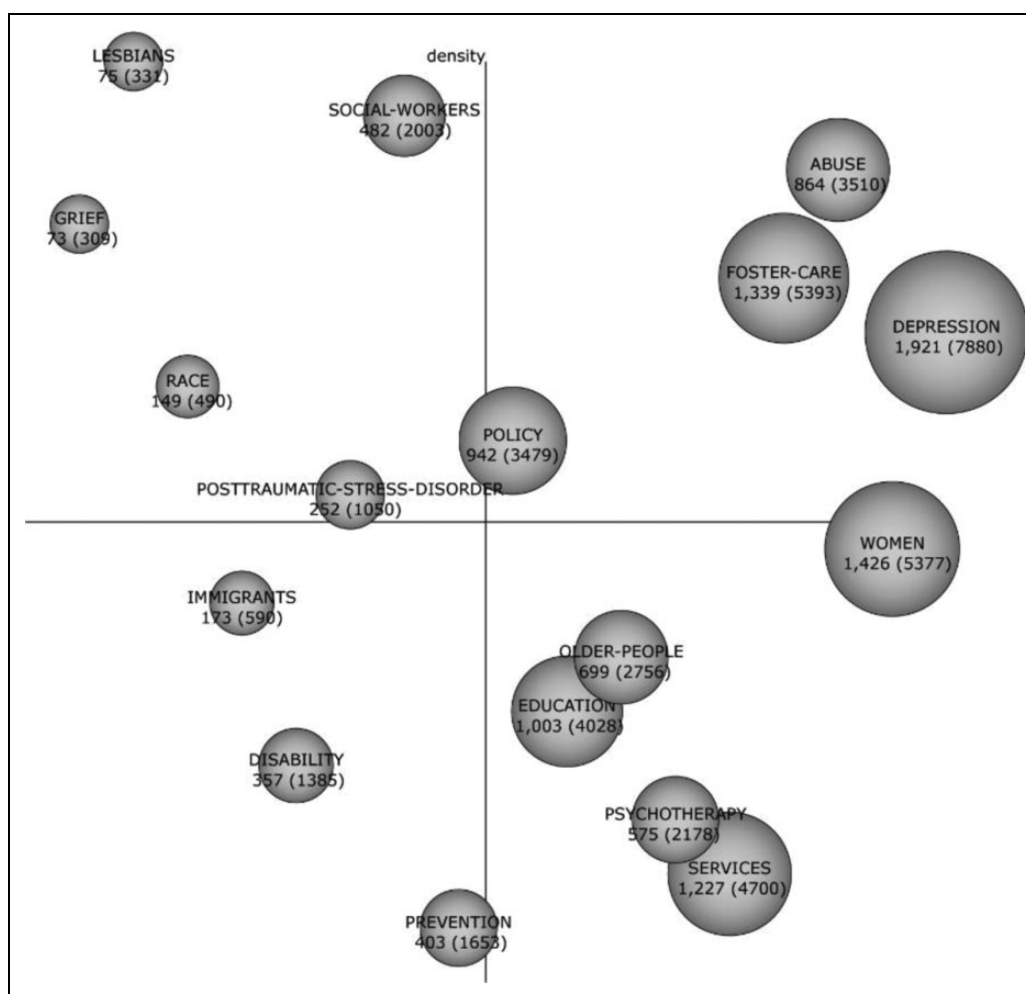 LESBIANS
75 (331)
density
SOCIAL-WORKERS
482 (2003)
ABUSE
864 (3510)
GRIEF
73 (309)
FOSTER-CARE
1,339 (5393)
DEPRESSION
1,921 (7880)
RACE
149 (490)
POLICY
942 (3479)
POSTTRAUMATIC-STRESS-DISORDER
252 (1050)
WOMEN
1,426 (5377)
IMMIGRANTS
173 (590)
OLDER-PEOPLE
699 (2756)
EDUCATION
1,003 (4028)
DISABILITY
357 (1385)
PSYCHOTHERAPY
575 (2178)
SERVICES
1,227 (4700)
PREVENTION
403 (1653)